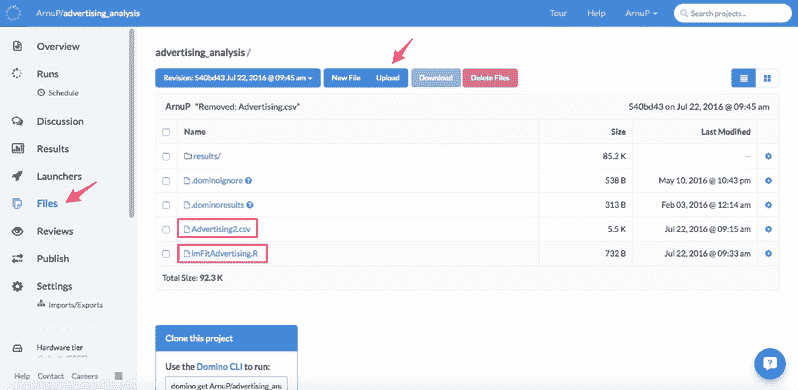 ArnuP/advertising_analysis
Tour Help ArnuP Search projects...
Overview
Runs
Schedule
Discussion
Results
Launchers
Files
Reviews
Publish
Settings
Imports/Exports
Hardware tier
Help Contact Careers
advertising_analysis /
Revision: 540bd43 Jul 22, 2016 @ 09:45 am New File Upload Download Delete Files
ArnuP "Removed: Advertising.csv" 540bd43 on Jul 22, 2016 @ 09:45 am
Name Size Last Modified
results/ 85.2 K --
.dominoignore ? 538 B May 10, 2016 @ 10:43 pm
.dominoresults ? 313 B Feb 03, 2016 @ 12:14 am
Advertising2.csv 5.5 K Jul 22, 2016 @ 09:15 am
lmFitAdvertising.R 732 B Jul 22, 2016 @ 09:33 am
Total Size: 92.3 K
Clone this project
Use the Domino CLI to run:
domino get ArnuP/advertising_ana
?